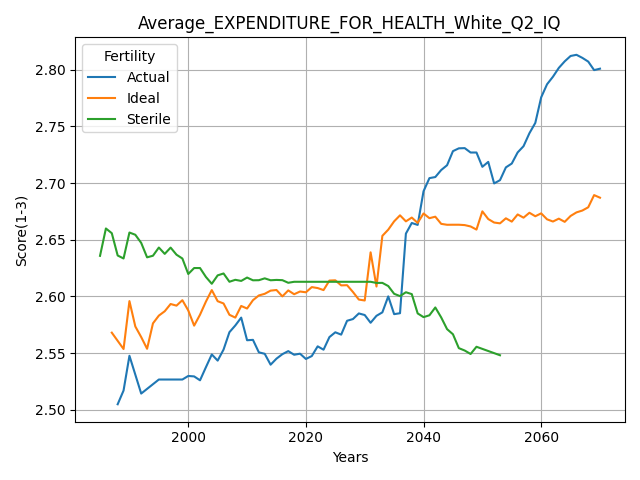 Average_EXPENDITURE_FOR_HEALTH_White_Q2_IQ
Fertility
Actual
Ideal
Sterile
Score(1-3)
2.80
2.75
2.70
2.65
2.60
2.55
2.50
2000 2020 2040 2060
Years